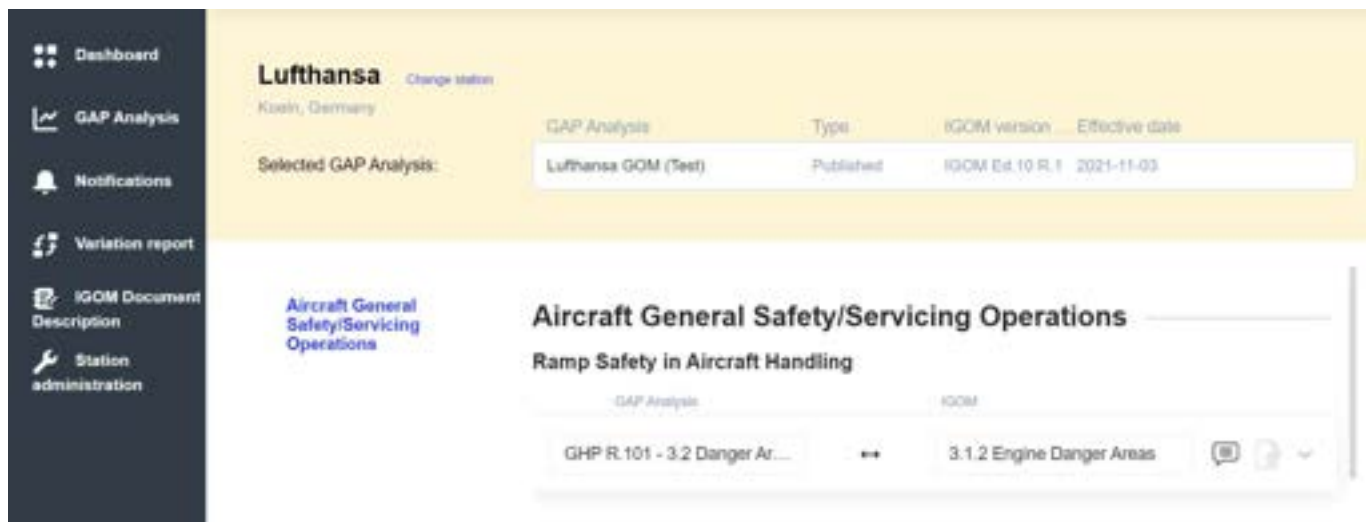 Dashboard
GAP Analysis
Notifications
Variation report
IGOM Document
Description
Station
administration
Lufthansa Change station
Koeln, Germany
GAP Analysis Type IGOM version Effective date
Selected GAP Analysis: Lufthansa GOM (Test) Published IGOM Ed.10 R.1 2021-11-03
Aircraft General
Safety/Servicing
Operations
Aircraft General Safety/Servicing Operations
Ramp Safety in Aircraft Handling
GAP Analysis IGOM
GHP R.101 - 3.2 Danger Ar... ↔ 3.1.2 Engine Danger Areas